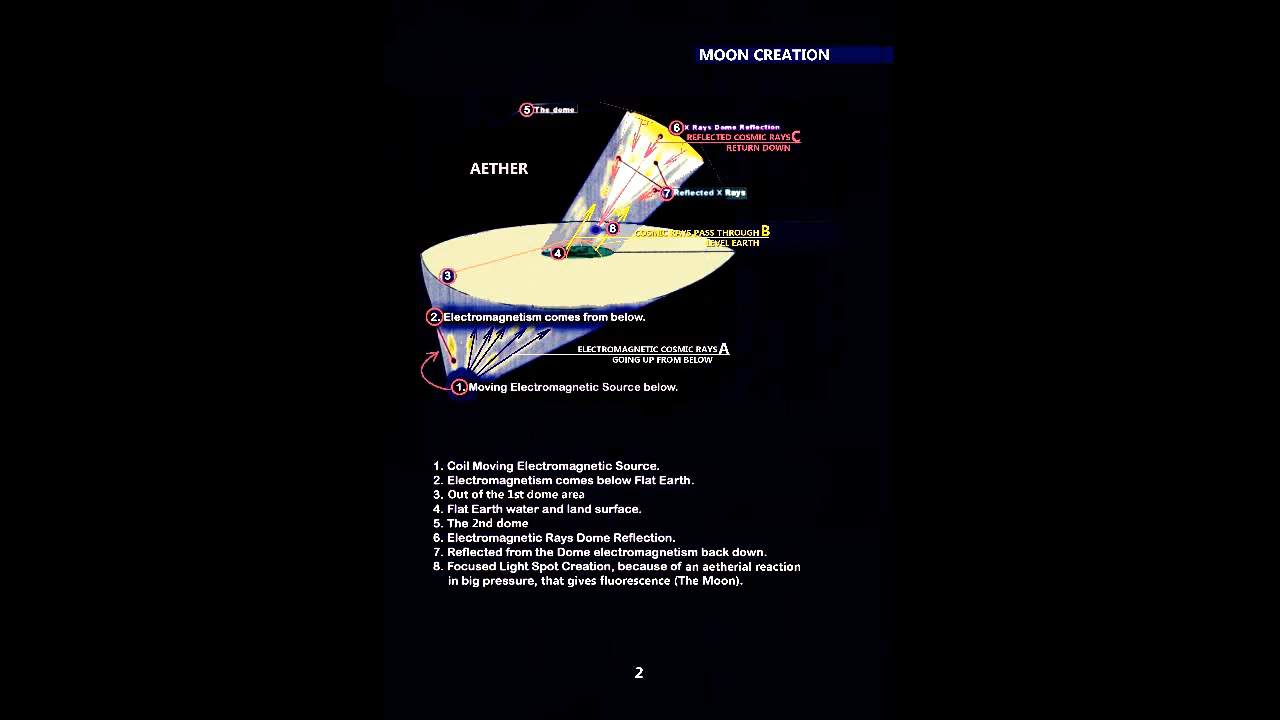 MOON CREATION
5 The dome
6 X Rays Dome Reflection
REFLECTED COSMIC RAYS C
RETURN DOWN
AETHER
7 Reflected X Rays
8
COSMIC RAYS PASS THROUGH B
LEVEL EARTH
4
3
2. Electromagnetism comes from below.
ELECTROMAGNETIC COSMIC RAYS A
GOING UP FROM BELOW
1. Moving Electromagnetic Source below.
1. Coil Moving Electromagnetic Source.
2. Electromagnetism comes below Flat Earth.
3. Out of the 1st dome area
4. Flat Earth water and land surface.
5. The 2nd dome
6. Electromagnetic Rays Dome Reflection.
7. Reflected from the Dome electromagnetism back down.
8. Focused Light Spot Creation, because of an aetherial reaction
in big pressure, that gives fluorescence (The Moon).
2